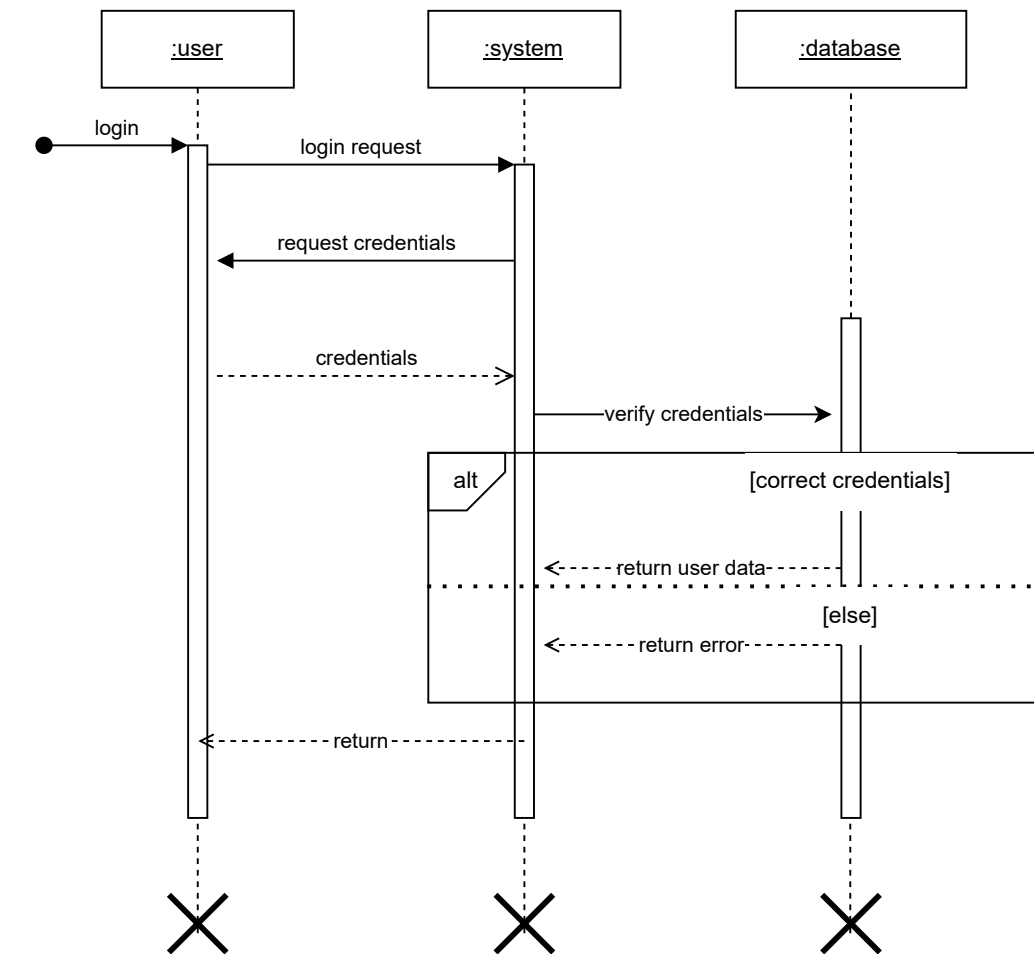 :user
:system
:database
login
login request
request credentials
credentials
verify credentials
alt
[correct credentials]
return user data
[else]
return error
return